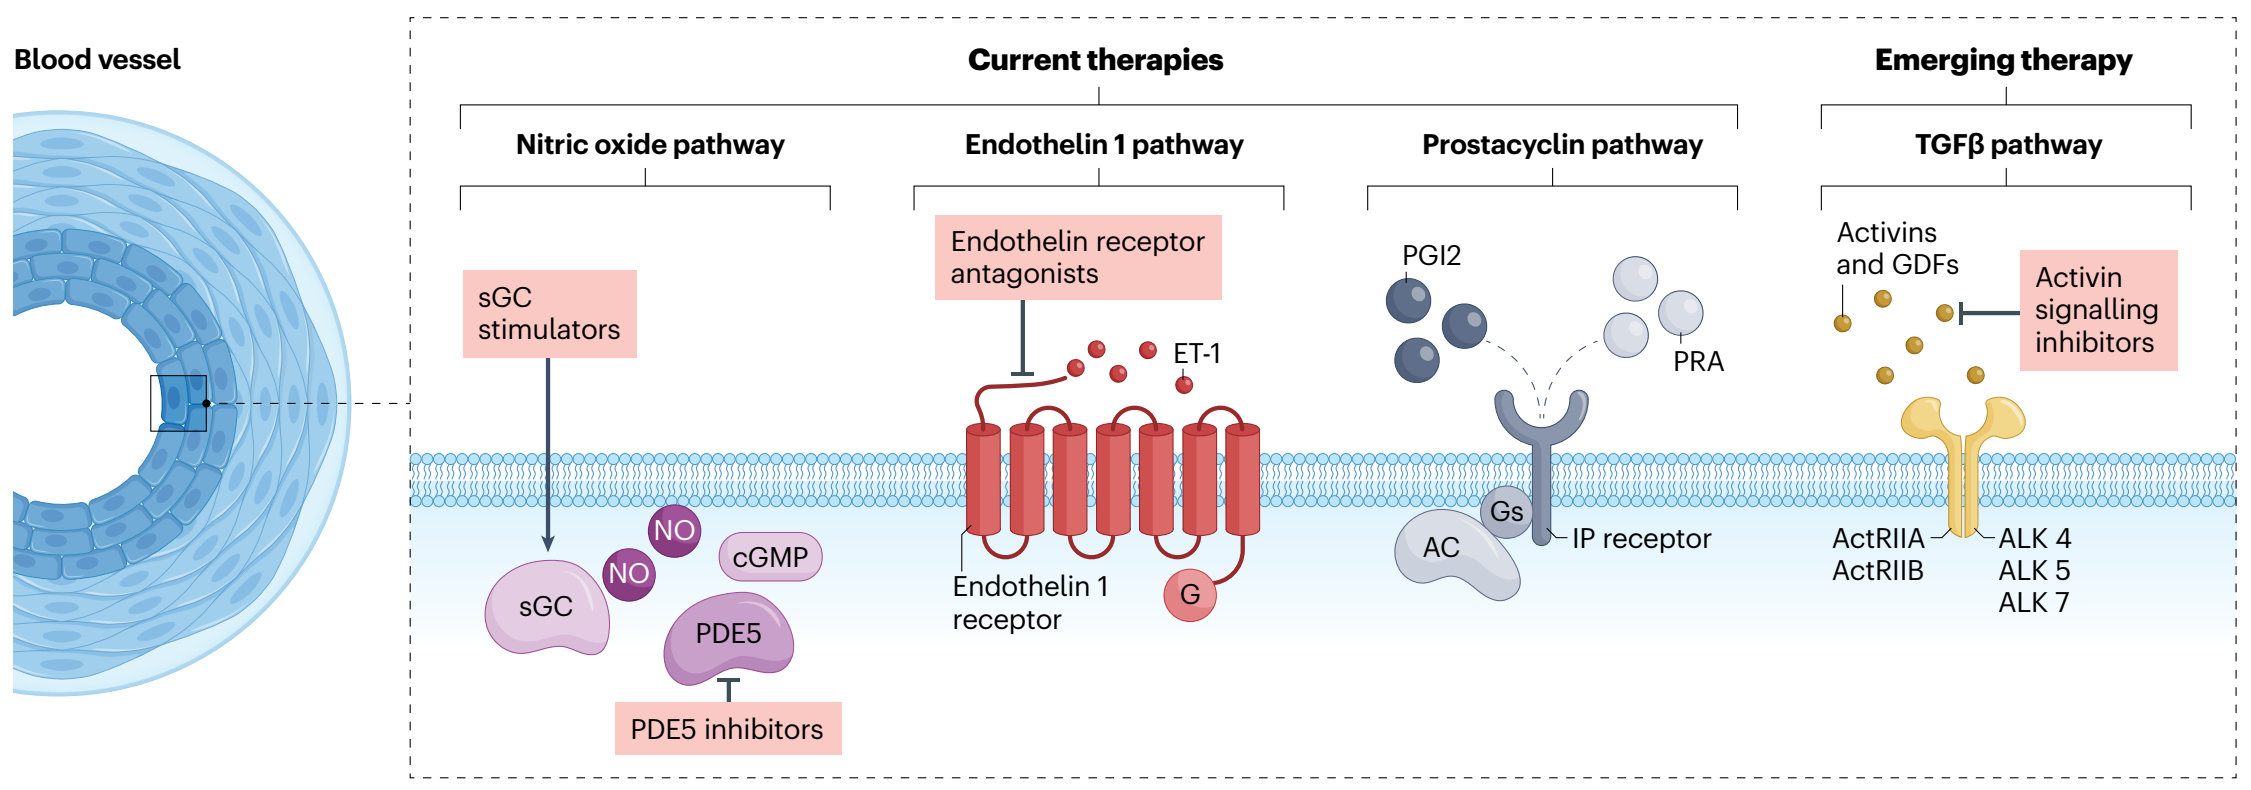 Blood vessel
Current therapies
Emerging therapy
Nitric oxide pathway
Endothelin 1 pathway
Prostacyclin pathway
TGFβ pathway
sGC
stimulators
NO
NO
cGMP
sGC
PDE5
PDE5 inhibitors
Endothelin receptor
antagonists
ET-1
Endothelin 1
receptor
G
PGI2
PRA
Gs
AC
IP receptor
Activins
and GDFs
Activin
signalling
inhibitors
ActRIIA
ActRIIB
ALK 4
ALK 5
ALK 7